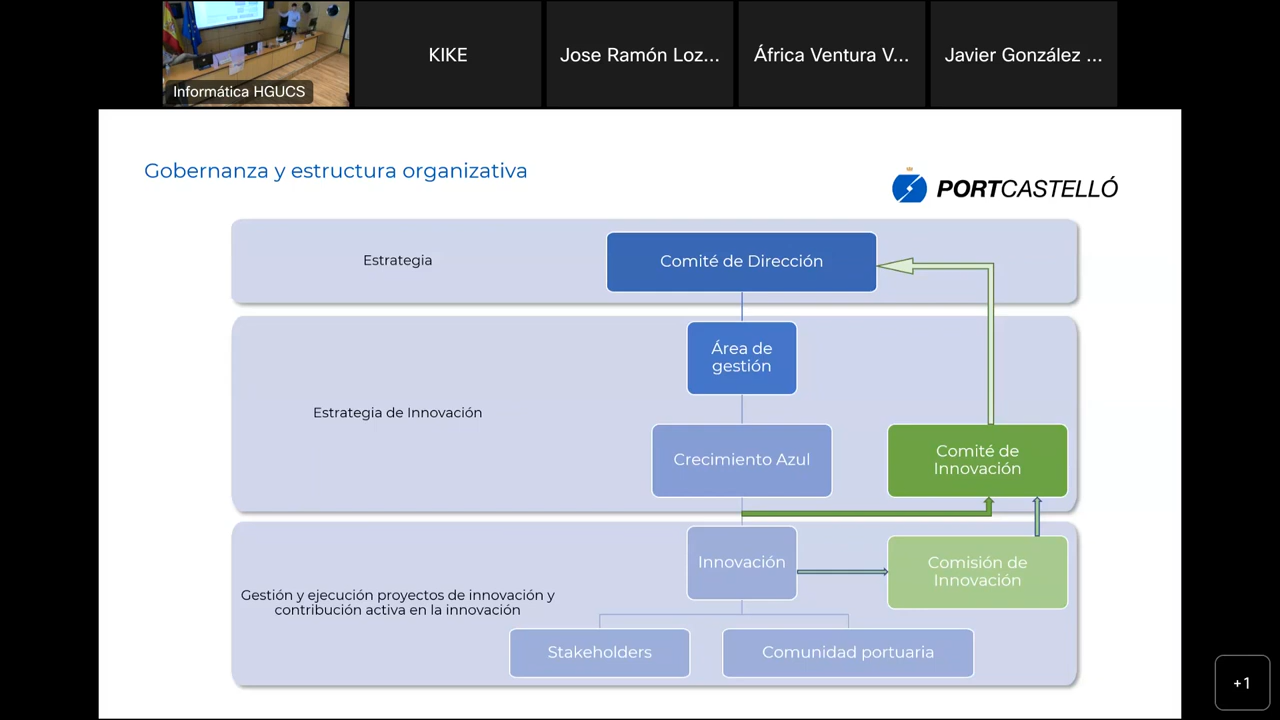 Informática HGUCS
KIKE
Jose Ramón Loz...
África Ventura V...
Javier González ...
Gobernanza y estructura organizativa
PORTCASTELLÓ
Estrategia
Comité de Dirección
Área de
gestión
Estrategia de Innovación
Crecimiento Azul
Comité de
Innovación
Innovación
Comisión de
Innovación
Gestión y ejecución proyectos de innovación y
contribución activa en la innovación
Stakeholders
Comunidad portuaria
+1